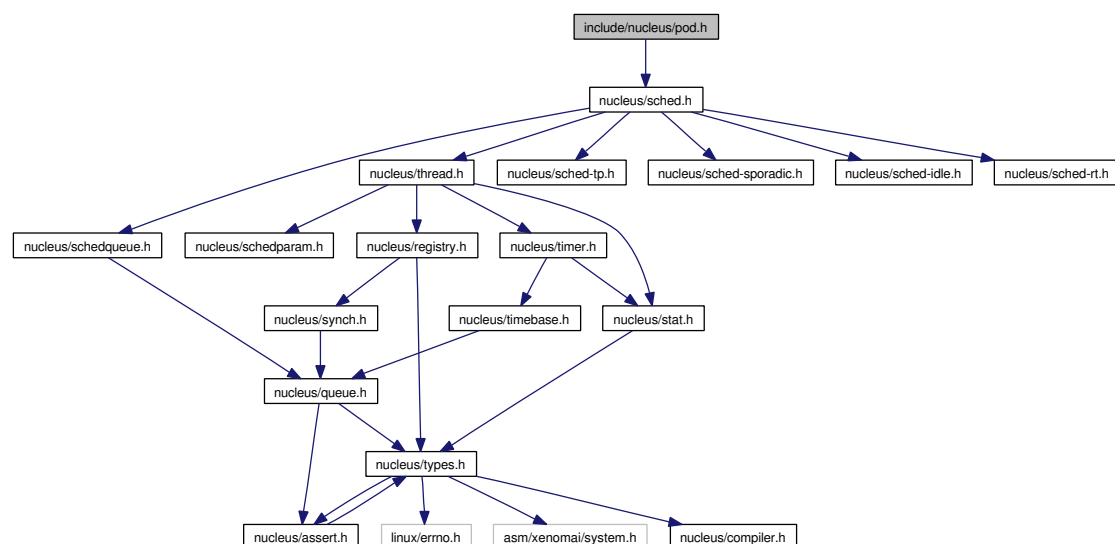 include/nucleus/pod.h
nucleus/sched.h
nucleus/thread.h
nucleus/sched-tp.h
nucleus/sched-sporadic.h
nucleus/sched-idle.h
nucleus/sched-rt.h
nucleus/schedqueue.h
nucleus/schedparam.h
nucleus/registry.h
nucleus/timer.h
nucleus/synch.h
nucleus/timebase.h
nucleus/stat.h
nucleus/queue.h
nucleus/types.h
nucleus/assert.h
linux/errno.h
asm/xenomai/system.h
nucleus/compiler.h